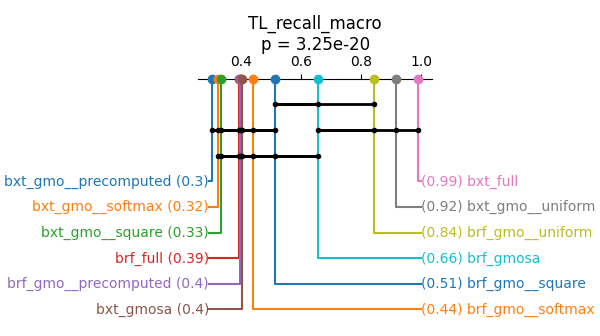 TL_recall_macro
p = 3.25e-20
0.4 0.6 0.8 1.0
bxt_gmo__precomputed (0.3) (0.99) bxt_full
bxt_gmo__softmax (0.32) (0.92) bxt_gmo__uniform
bxt_gmo__square (0.33) (0.84) brf_gmo__uniform
brf_full (0.39) (0.66) brf_gmosa
brf_gmo__precomputed (0.4) (0.51) brf_gmo__square
bxt_gmosa (0.4) (0.44) brf_gmo__softmax